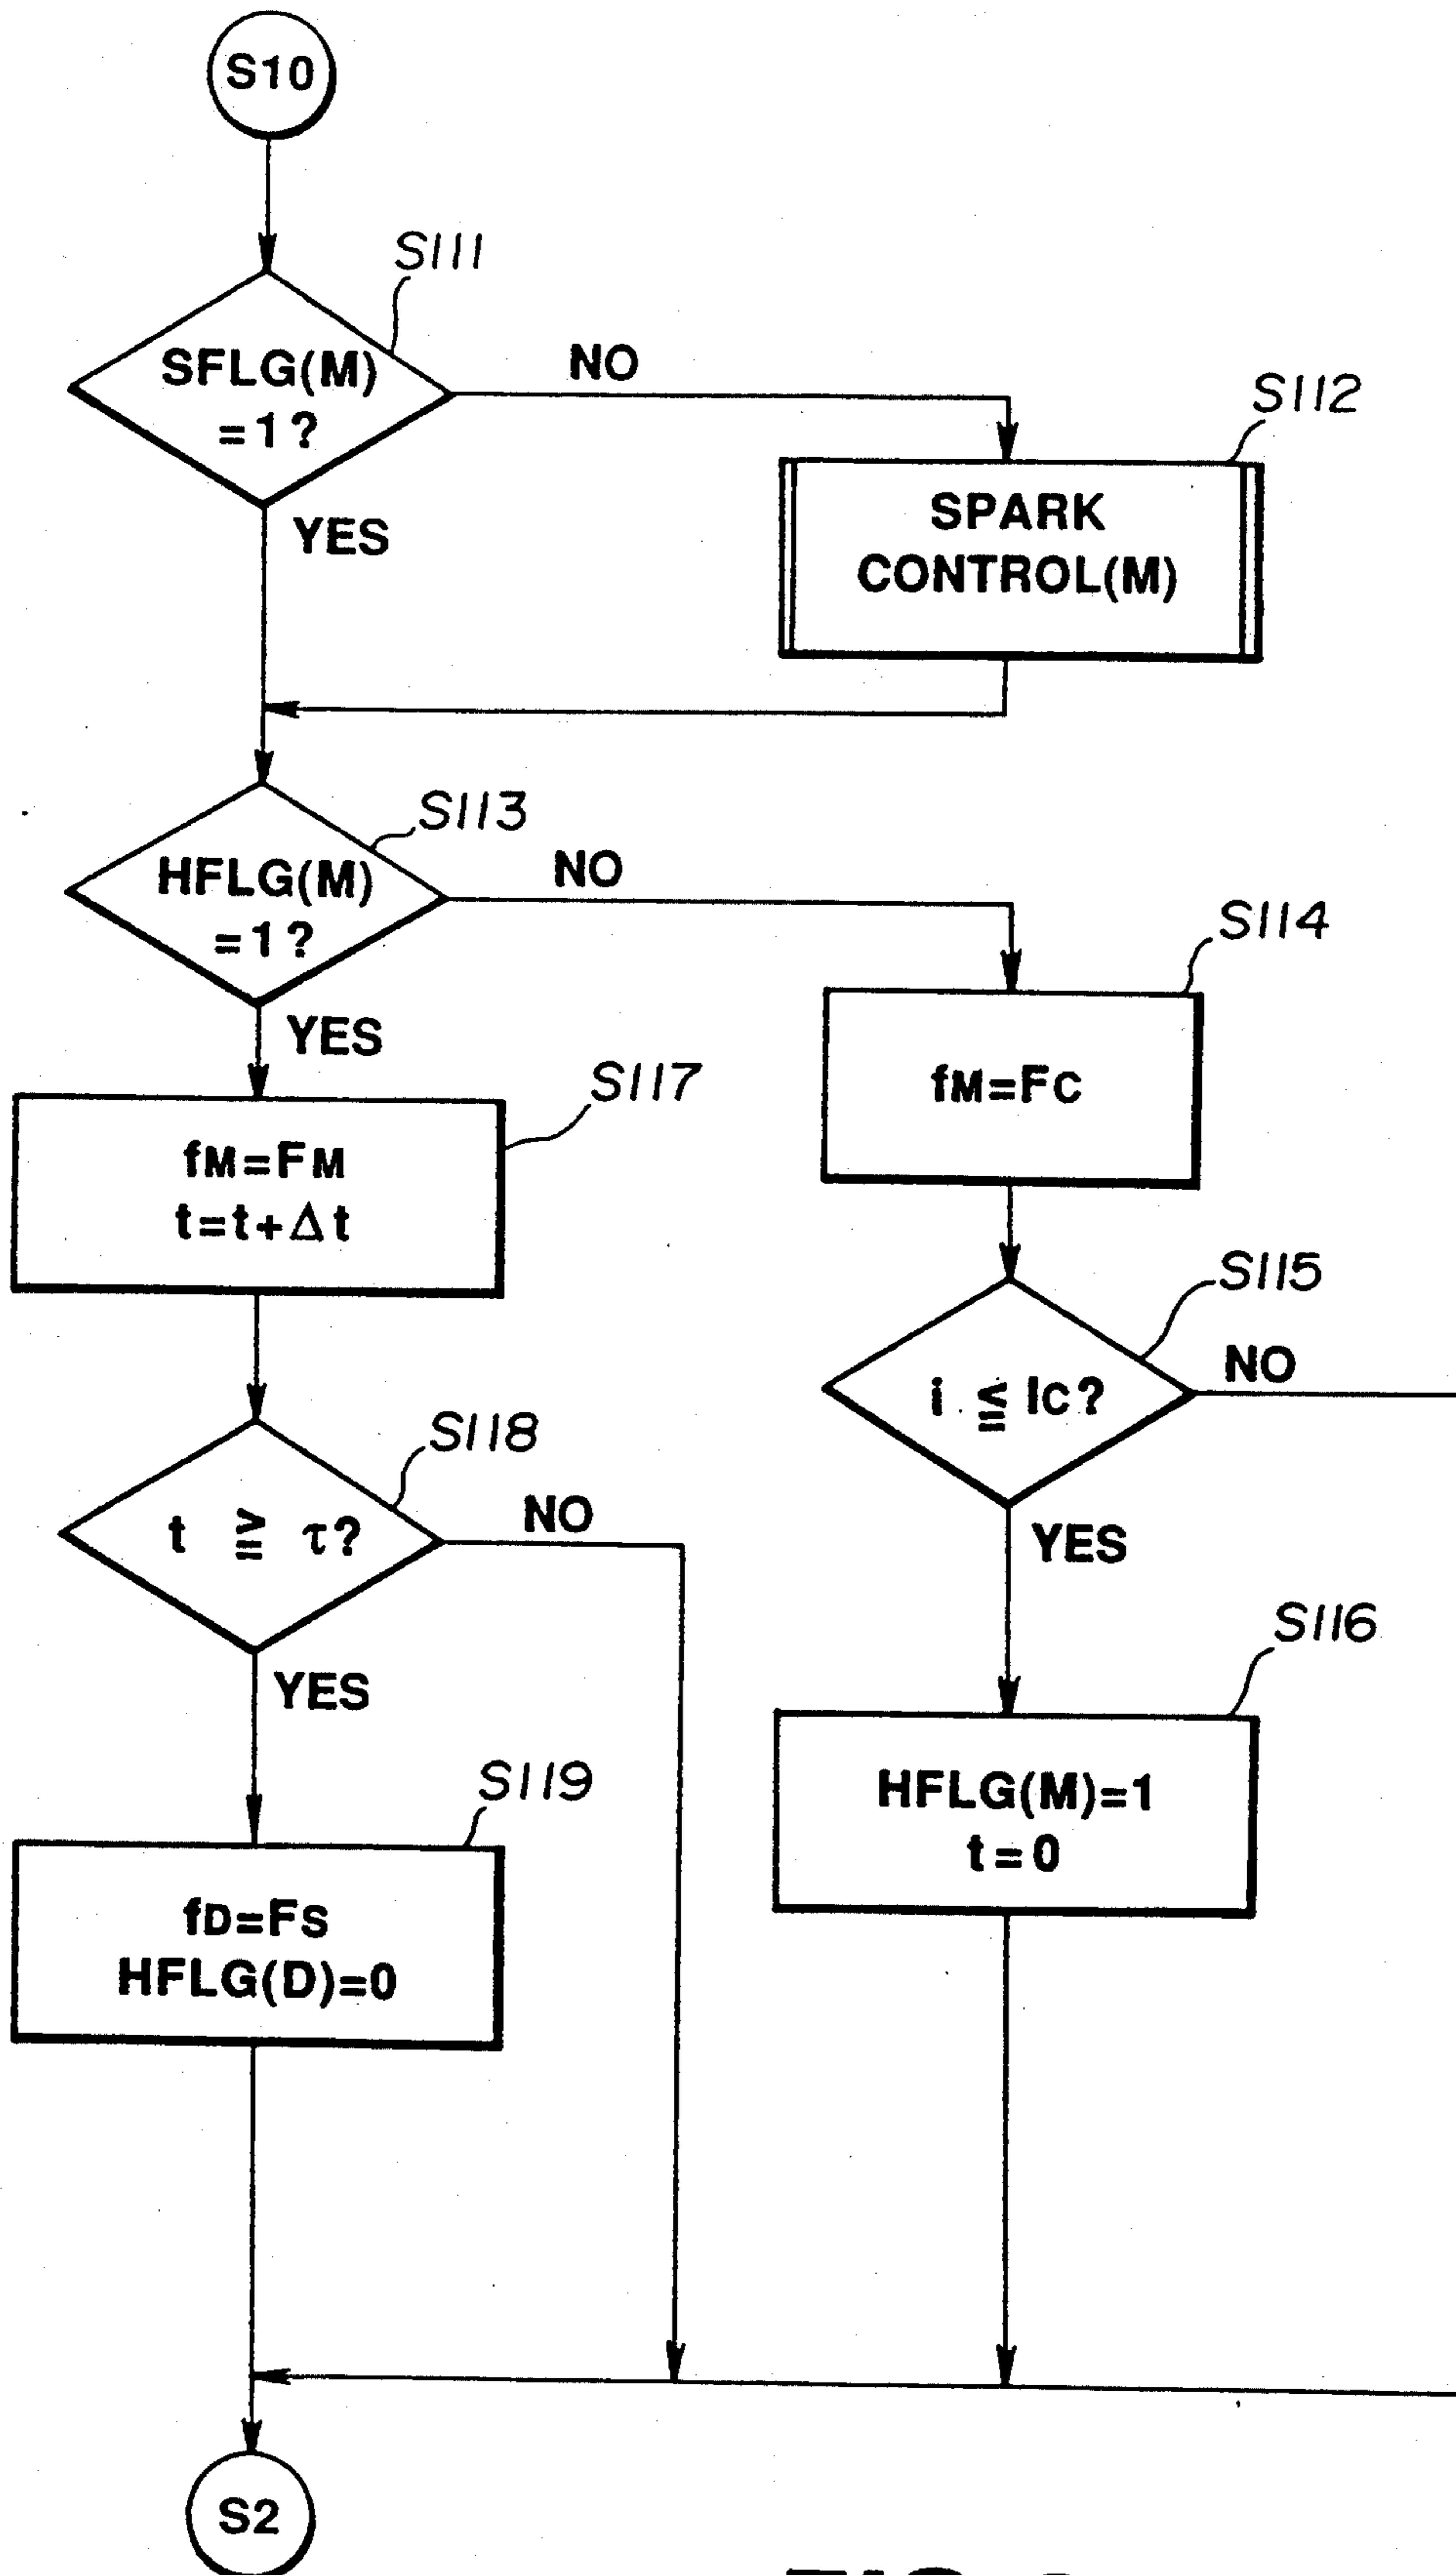 S10
S111
SFLG(M)
=1?
NO
YES
S112
SPARK
CONTROL(M)
S113
HFLG(M)
=1?
NO
YES
S114
fM=FC
S117
fM=FM
t=t+Δt
S115
i ≦ IC?
NO
YES
S118
t ≧ τ?
NO
YES
S116
HFLG(M)=1
t=0
S119
fD=FS
HFLG(D)=0
S2